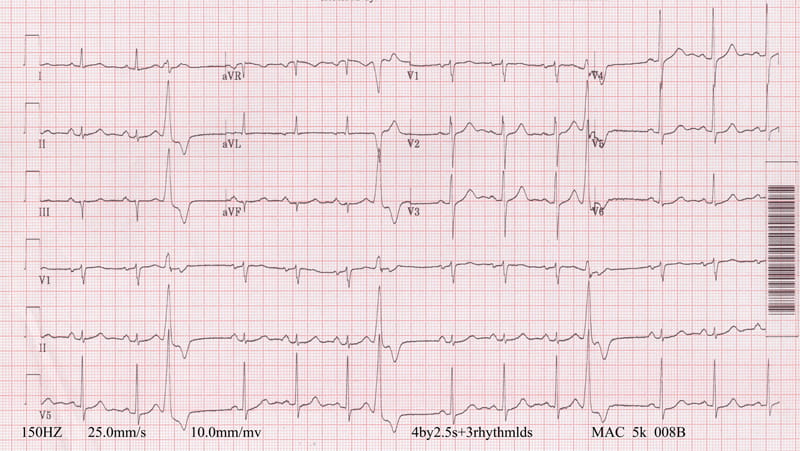 I aVR V1 V4
II aVL V2 V5
III aVF V3 V6
V1
II
V5
150HZ 25.0mm/s 10.0mm/mv 4by2.5s+3rhythmlds MAC 5k 008B